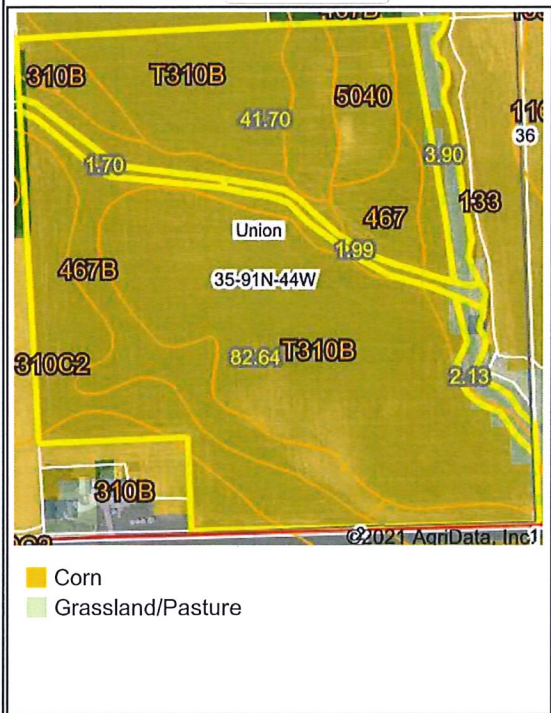 310B
T310B
5040
41.70
36
3.90
1.70
133
Union
467
1.99
467B
35-91N-44W
82.64
T310B
310C2
2.13
310B
©2021 AgriData, Inc.
Corn
Grassland/Pasture